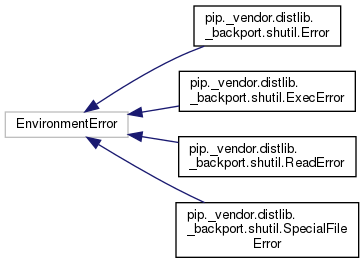 pip._vendor.distlib.
_backport.shutil.Error
pip._vendor.distlib.
_backport.shutil.ExecError
EnvironmentError
pip._vendor.distlib.
_backport.shutil.ReadError
pip._vendor.distlib.
_backport.shutil.SpecialFile
Error